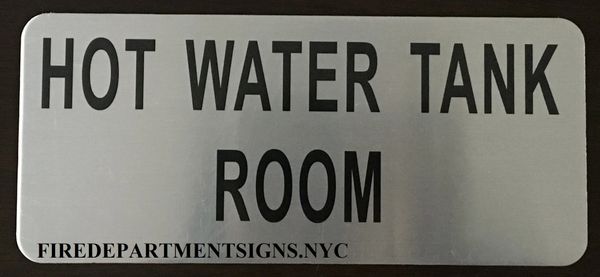 HOT WATER TANK
ROOM
FIREDEPARTMENTSIGNS.NYC